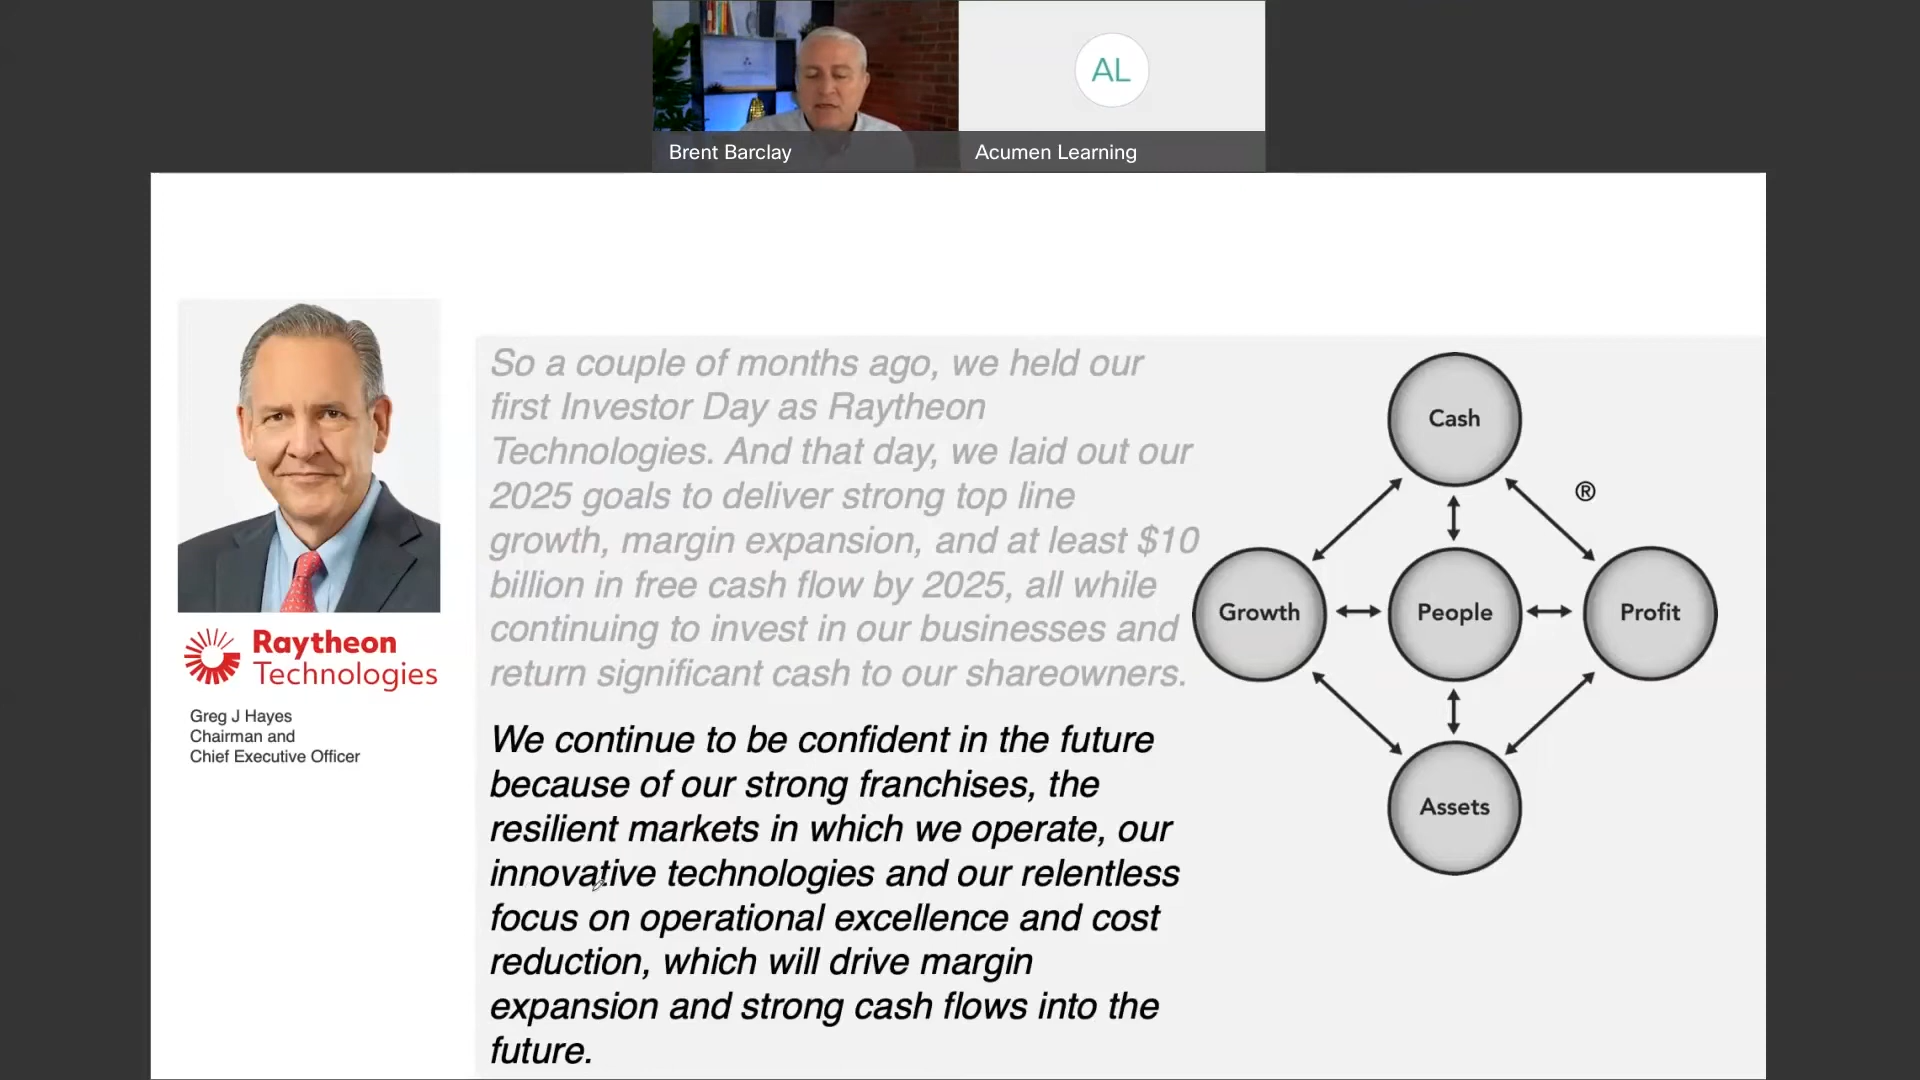 Brent Barclay
AL
Acumen Learning
Raytheon
Technologies
Greg J Hayes
Chairman and
Chief Executive Officer
So a couple of months ago, we held our
first Investor Day as Raytheon
Technologies. And that day, we laid out our
2025 goals to deliver strong top line
growth, margin expansion, and at least $10
billion in free cash flow by 2025, all while
continuing to invest in our businesses and
return significant cash to our shareowners.
We continue to be confident in the future
because of our strong franchises, the
resilient markets in which we operate, our
innovative technologies and our relentless
focus on operational excellence and cost
reduction, which will drive margin
expansion and strong cash flows into the
future.
Cash
®
Growth
People
Profit
Assets